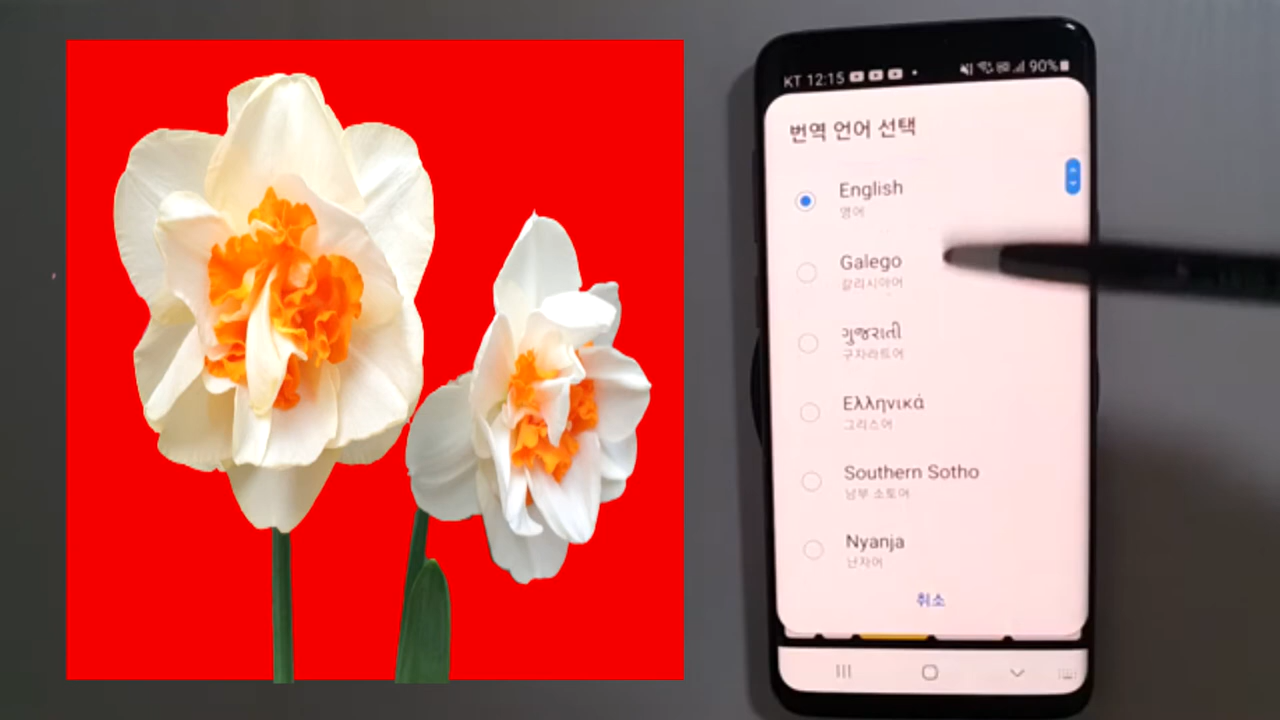 KT 12:15
90%
번역 언어 선택
English
영어
Galego
갈리시아어
ગુજરાતી
구자라트어
Ελληνικά
그리스어
Southern Sotho
남부 소토어
Nyanja
난자어
취소